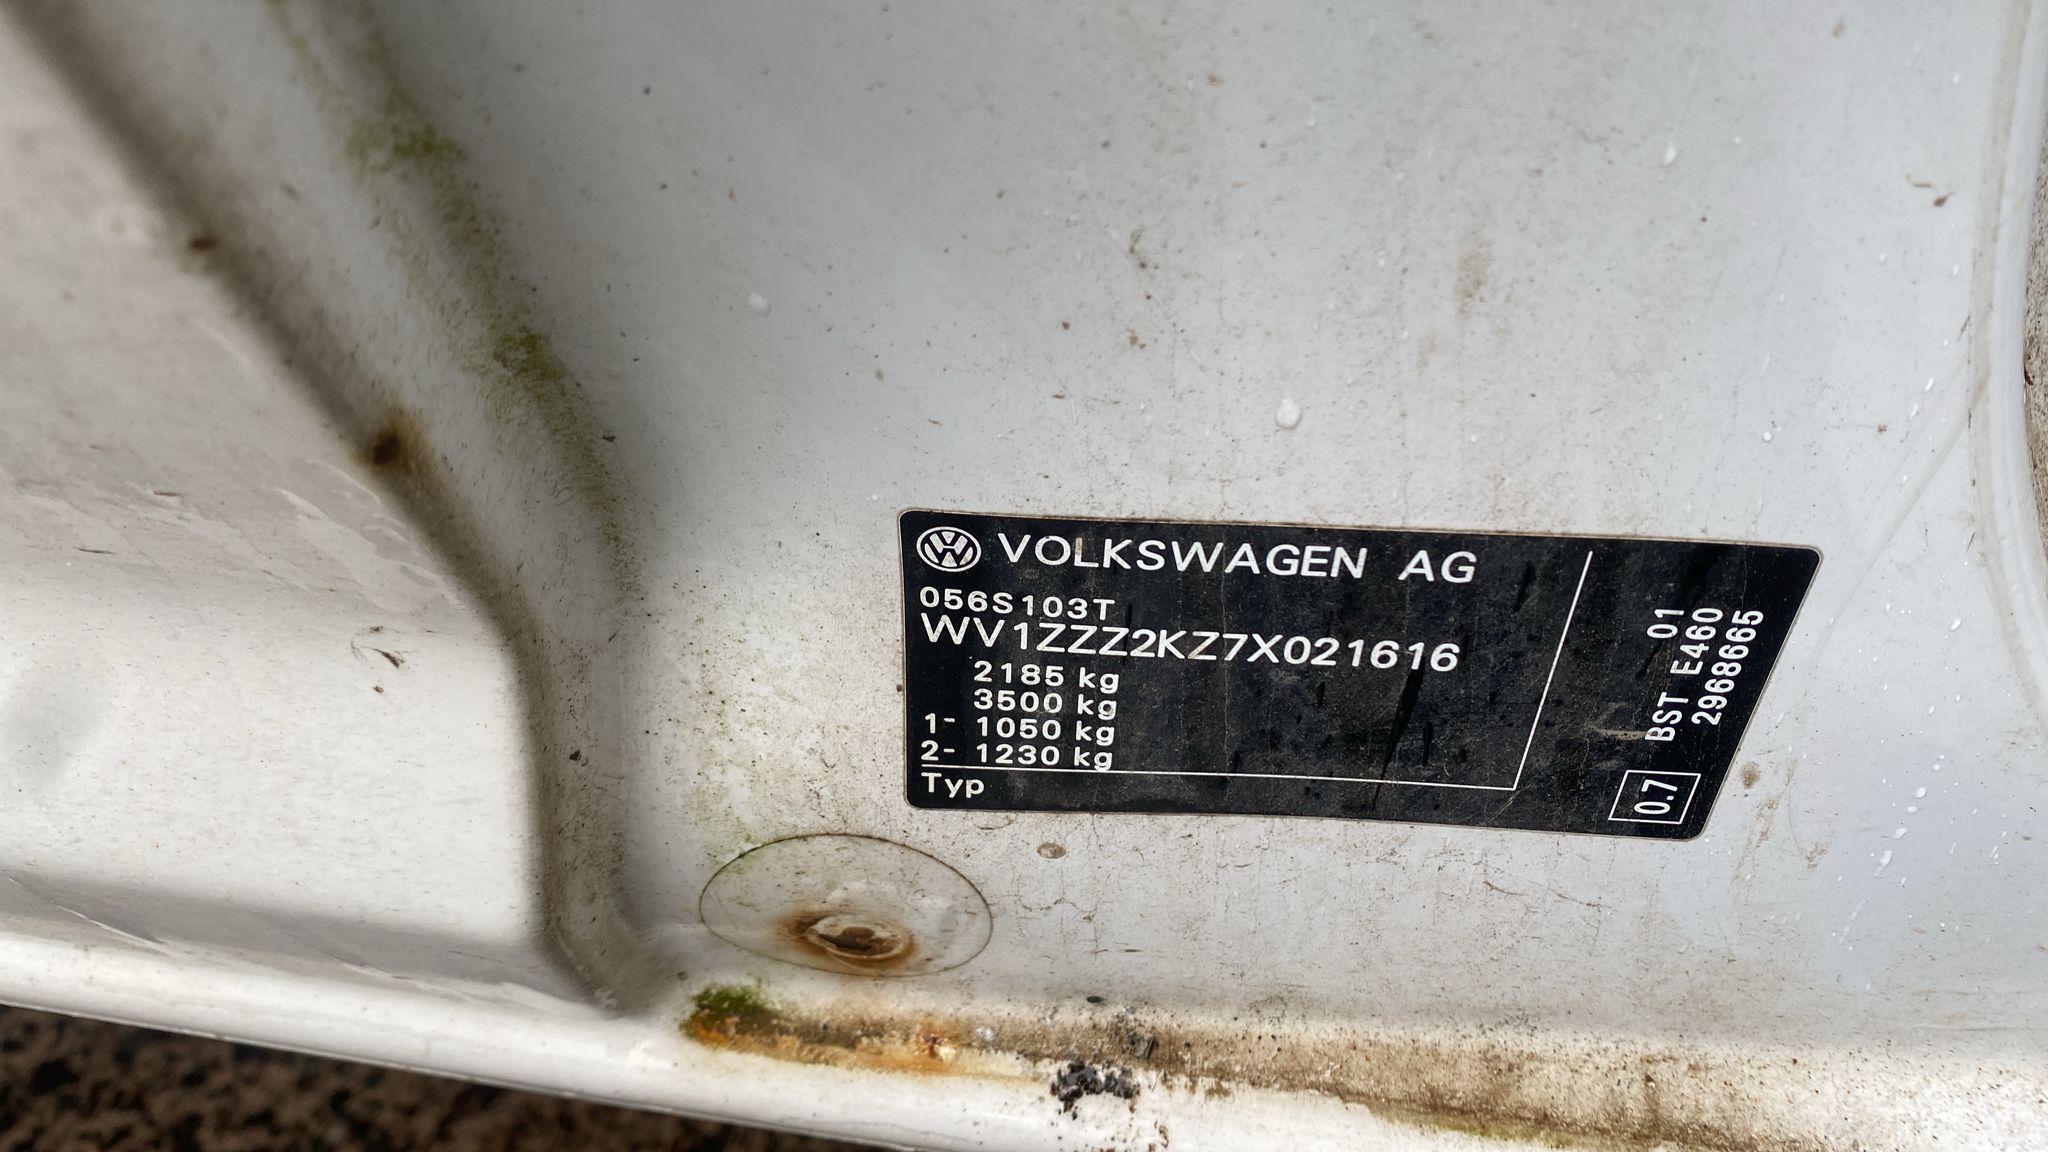 VOLKSWAGEN AG
056S103T
WV1ZZZ2KZ7X021616
2185 kg
3500 kg
1- 1050 kg
2- 1230 kg
Typ
01
BST E460
2968665
0.7